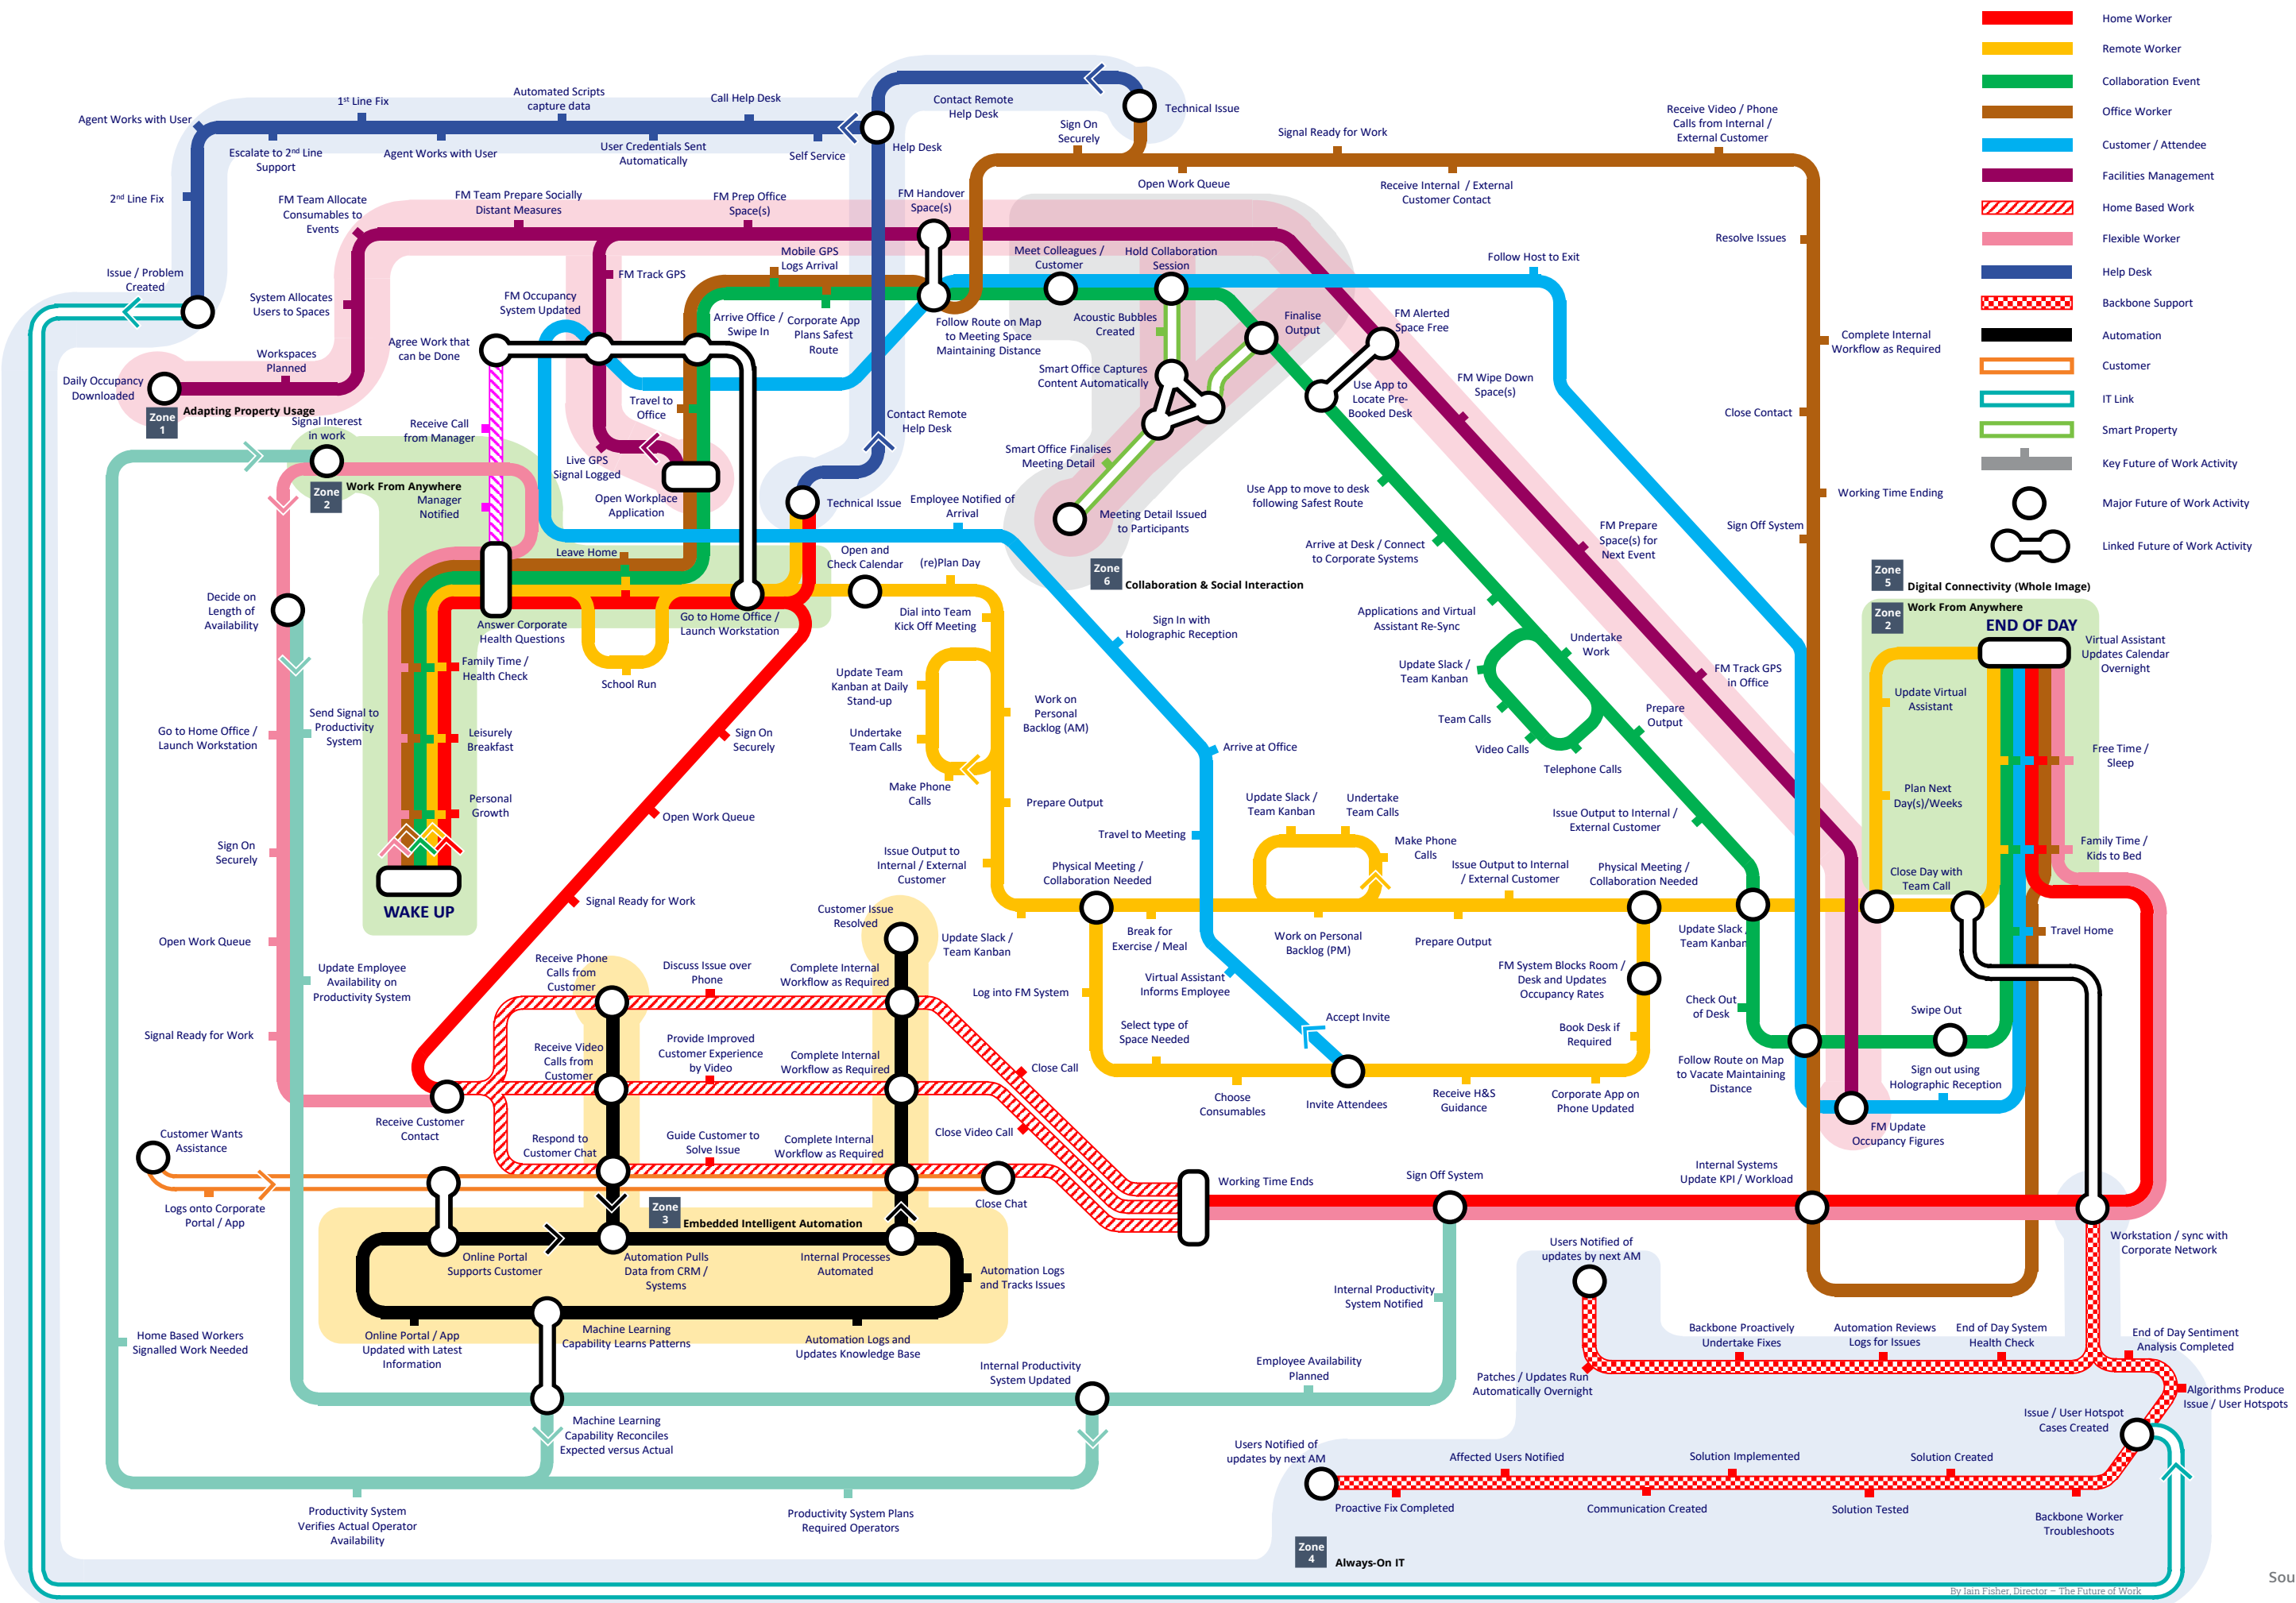 Home Worker
Remote Worker
Collaboration Event
Office Worker
Customer / Attendee
Facilities Management
Home Based Work
Flexible Worker
Help Desk
Backbone Support
Automation
Customer
IT Link
Smart Property
Key Future of Work Activity
Major Future of Work Activity
Linked Future of Work Activity
Agent Works with User
1st Line Fix
Automated Scripts
capture data
Call Help Desk
Contact Remote
Help Desk
Technical Issue
Escalate to 2nd Line
Support
Agent Works with User
User Credentials Sent
Automatically
Self Service
Help Desk
Sign On
Securely
Signal Ready for Work
Receive Video / Phone
Calls from Internal /
External Customer
Open Work Queue
Receive Internal / External
Customer Contact
2nd Line Fix
FM Team Allocate
Consumables to
Events
FM Team Prepare Socially
Distant Measures
FM Prep Office
Space(s)
FM Handover
Space(s)
Resolve Issues
Issue / Problem
Created
System Allocates
Users to Spaces
FM Track GPS
Mobile GPS
Logs Arrival
Meet Colleagues /
Customer
Hold Collaboration
Session
Follow Host to Exit
FM Occupancy
System Updated
Arrive Office /
Swipe In
Corporate App
Plans Safest
Route
Follow Route on Map
to Meeting Space
Maintaining Distance
Acoustic Bubbles
Created
Finalise
Output
FM Alerted
Space Free
Complete Internal
Workflow as Required
Workspaces
Planned
Agree Work that
can be Done
Daily Occupancy
Downloaded
Smart Office Captures
Content Automatically
Use App to
Locate Pre-
Booked Desk
FM Wipe Down
Space(s)
Zone
1
Adapting Property Usage
Travel to
Office
Close Contact
Signal Interest
in work
Receive Call
from Manager
Contact Remote
Help Desk
Smart Office Finalises
Meeting Detail
Live GPS
Signal Logged
Zone
2
Work From Anywhere
Manager
Notified
Open Workplace
Application
Technical Issue
Employee Notified of
Arrival
Meeting Detail Issued
to Participants
Use App to move to desk
following Safest Route
Working Time Ending
Sign Off System
FM Prepare
Space(s) for
Next Event
Leave Home
Open and
Check Calendar
(re)Plan Day
Arrive at Desk / Connect
to Corporate Systems
Zone
6
Collaboration & Social Interaction
Zone
5
Digital Connectivity (Whole Image)
Zone
2
Work From Anywhere
END OF DAY
Virtual Assistant
Updates Calendar
Overnight
Decide on
Length of
Availability
Answer Corporate
Health Questions
Go to Home Office /
Launch Workstation
Dial into Team
Kick Off Meeting
Sign In with
Holographic Reception
Applications and Virtual
Assistant Re-Sync
Undertake
Work
Family Time /
Health Check
School Run
Update Team
Kanban at Daily
Stand-up
Update Slack /
Team Kanban
FM Track GPS
in Office
Update Virtual
Assistant
Go to Home Office /
Launch Workstation
Send Signal to
Productivity
System
Leisurely
Breakfast
Sign On
Securely
Undertake
Team Calls
Work on
Personal
Backlog (AM)
Arrive at Office
Team Calls
Prepare
Output
Video Calls
Telephone Calls
Free Time /
Sleep
Personal
Growth
Open Work Queue
Make Phone
Calls
Prepare Output
Update Slack /
Team Kanban
Undertake
Team Calls
Issue Output to Internal /
External Customer
Plan Next
Day(s)/Weeks
Sign On
Securely
Travel to Meeting
Make Phone
Calls
Family Time /
Kids to Bed
WAKE UP
Signal Ready for Work
Issue Output to
Internal / External
Customer
Physical Meeting /
Collaboration Needed
Issue Output to Internal
/ External Customer
Physical Meeting /
Collaboration Needed
Close Day with
Team Call
Open Work Queue
Customer Issue
Resolved
Update Slack /
Team Kanban
Break for
Exercise / Meal
Work on Personal
Backlog (PM)
Prepare Output
Update Slack /
Team Kanban
Travel Home
Update Employee
Availability on
Productivity System
Receive Phone
Calls from
Customer
Discuss Issue over
Phone
Complete Internal
Workflow as Required
Log into FM System
Virtual Assistant
Informs Employee
FM System Blocks Room /
Desk and Updates
Occupancy Rates
Check Out
of Desk
Swipe Out
Signal Ready for Work
Receive Video
Calls from
Customer
Provide Improved
Customer Experience
by Video
Complete Internal
Workflow as Required
Select type of
Space Needed
Accept Invite
Book Desk if
Required
Close Call
Follow Route on Map
to Vacate Maintaining
Distance
Sign out using
Holographic Reception
Receive Customer
Contact
Choose
Consumables
Invite Attendees
Receive H&S
Guidance
Corporate App on
Phone Updated
FM Update
Occupancy Figures
Customer Wants
Assistance
Respond to
Customer Chat
Guide Customer to
Solve Issue
Complete Internal
Workflow as Required
Close Video Call
Logs onto Corporate
Portal / App
Close Chat
Working Time Ends
Sign Off System
Internal Systems
Update KPI / Workload
Zone
3
Embedded Intelligent Automation
Online Portal
Supports Customer
Automation Pulls
Data from CRM /
Systems
Internal Processes
Automated
Automation Logs
and Tracks Issues
Users Notified of
updates by next AM
Workstation / sync with
Corporate Network
Internal Productivity
System Notified
Home Based Workers
Signalled Work Needed
Online Portal / App
Updated with Latest
Information
Machine Learning
Capability Learns Patterns
Automation Logs and
Updates Knowledge Base
Backbone Proactively
Undertake Fixes
Automation Reviews
Logs for Issues
End of Day System
Health Check
End of Day Sentiment
Analysis Completed
Internal Productivity
System Updated
Employee Availability
Planned
Patches / Updates Run
Automatically Overnight
Algorithms Produce
Issue / User Hotspots
Machine Learning
Capability Reconciles
Expected versus Actual
Issue / User Hotspot
Cases Created
Users Notified of
updates by next AM
Affected Users Notified
Solution Implemented
Solution Created
Proactive Fix Completed
Communication Created
Solution Tested
Backbone Worker
Troubleshoots
Productivity System
Verifies Actual Operator
Availability
Productivity System Plans
Required Operators
Zone
4
Always-On IT
Sou
By Iain Fisher, Director – The Future of Work